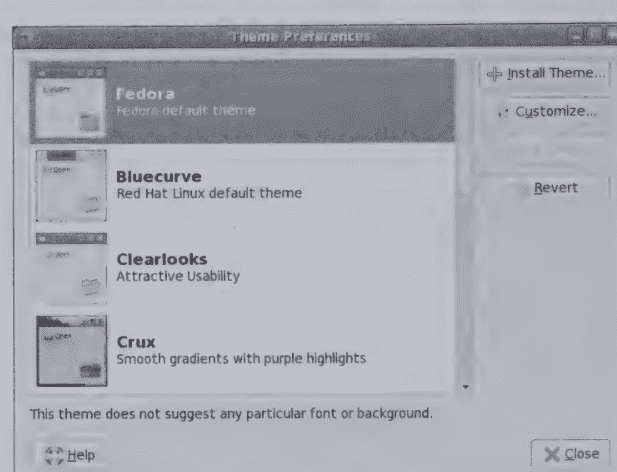 Theme Preferences
Fedora
Fedora default theme
Bluecurve
Red Hat Linux default theme
Clearlooks
Attractive Usability
Crux
Smooth gradients with purple highlights
Install Theme...
Customize...
Revert
This theme does not suggest any particular font or background.
Help
Close